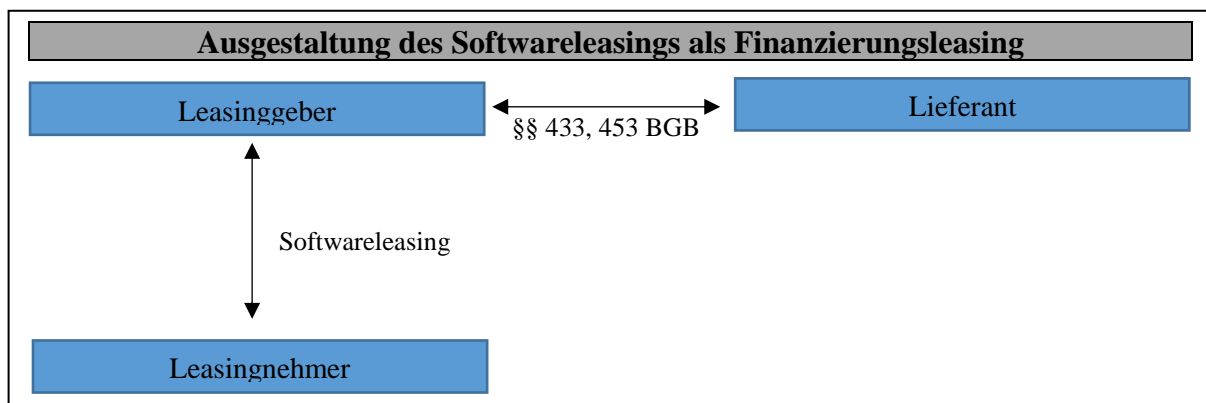 Ausgestaltung des Softwareleasings als Finanzierungsleasing
Leasinggeber
Lieferant
§§ 433, 453 BGB
Softwareleasing
Leasingnehmer